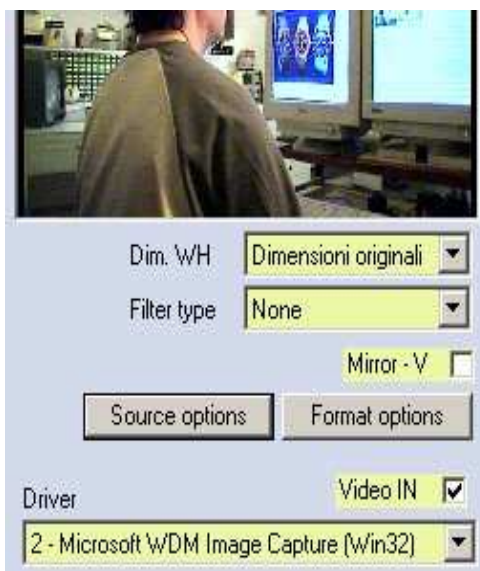 Dim. WH Dimensioni originali
Filter type None
Mirror - V
Source options Format options
Driver Video IN
2 - Microsoft WDM Image Capture (Win32)